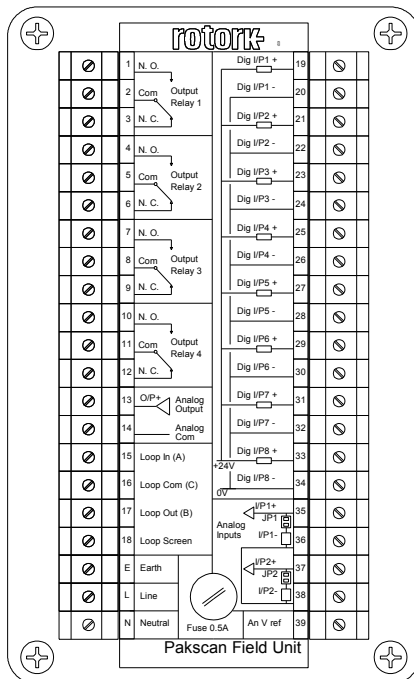 rotork
1 N. O.
2 Com Output Relay 1
3 N. C.
4 N. O.
5 Com Output Relay 2
6 N. C.
7 N. O.
8 Com Output Relay 3
9 N. C.
10 N. O.
11 Com Output Relay 4
12 N. C.
13 O/P+ Analog Output
14 Analog Com
15 Loop In (A)
16 Loop Com (C)
17 Loop Out (B)
18 Loop Screen
E Earth
L Line
N Neutral
Fuse 0.5A
Dig I/P1 + 19
Dig I/P1 - 20
Dig I/P2 + 21
Dig I/P2 - 22
Dig I/P3 + 23
Dig I/P3 - 24
Dig I/P4 + 25
Dig I/P4 - 26
Dig I/P5 + 27
Dig I/P5 - 28
Dig I/P6 + 29
Dig I/P6 - 30
Dig I/P7 + 31
Dig I/P7 - 32
Dig I/P8 + 33
+24V
Dig I/P8 - 34
0V
Analog Inputs
I/P1+ 35
JP1
I/P1- 36
I/P2+ 37
JP2
I/P2- 38
An V ref 39
Pakscan Field Unit